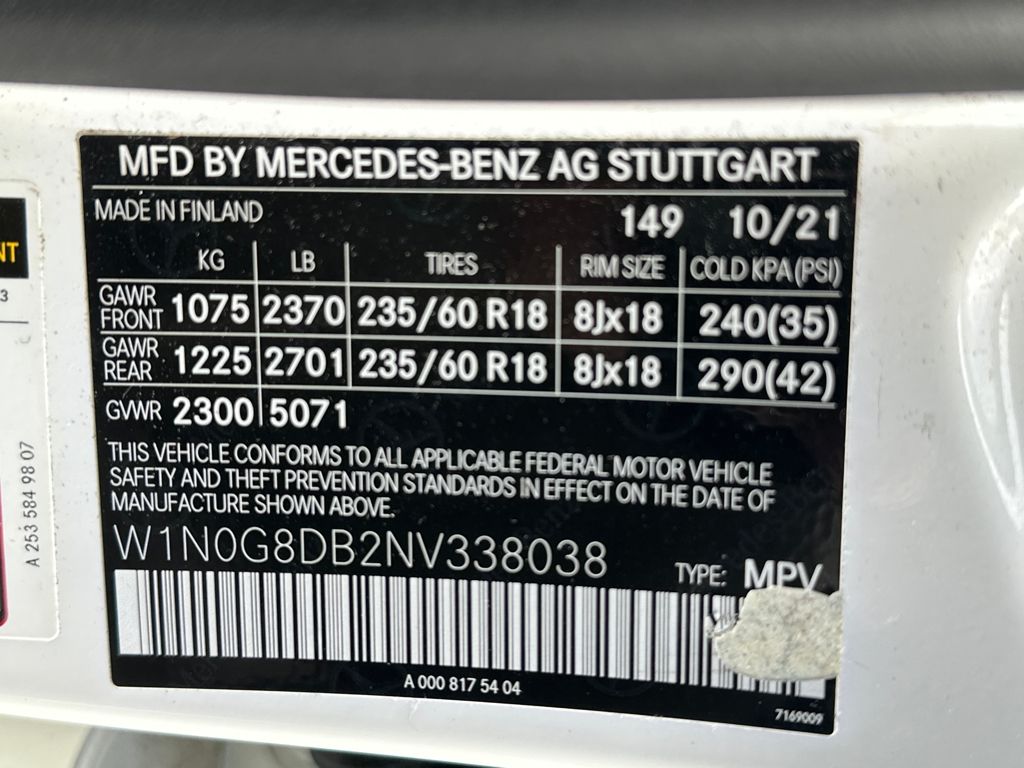 MFD BY MERCEDES-BENZ AG STUTTGART
MADE IN FINLAND 149 10/21
KG LB TIRES RIM SIZE COLD KPA(PSI)
GAWR FRONT 1075 2370 235/60 R18 8Jx18 240(35)
GAWR REAR 1225 2701 235/60 R18 8Jx18 290(42)
GVWR 2300 5071
THIS VEHICLE CONFORMS TO ALL APPLICABLE FEDERAL MOTOR VEHICLE
SAFETY AND THEFT PREVENTION STANDARDS IN EFFECT ON THE DATE OF
MANUFACTURE SHOWN ABOVE.
W1N0G8DB2NV338038
TYPE: MPV
A 000 817 54 04
7169009
NT
3
A 253 584 98 07